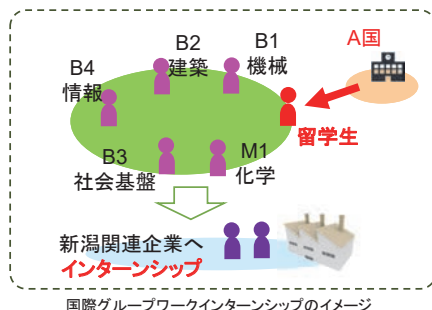 B2
建築
B1
機械
A国
B4
情報
留学生
B3
社会基盤
M1
化学
新潟関連企業へ
インターンシップ
国際グループワークインターンシップのイメージ